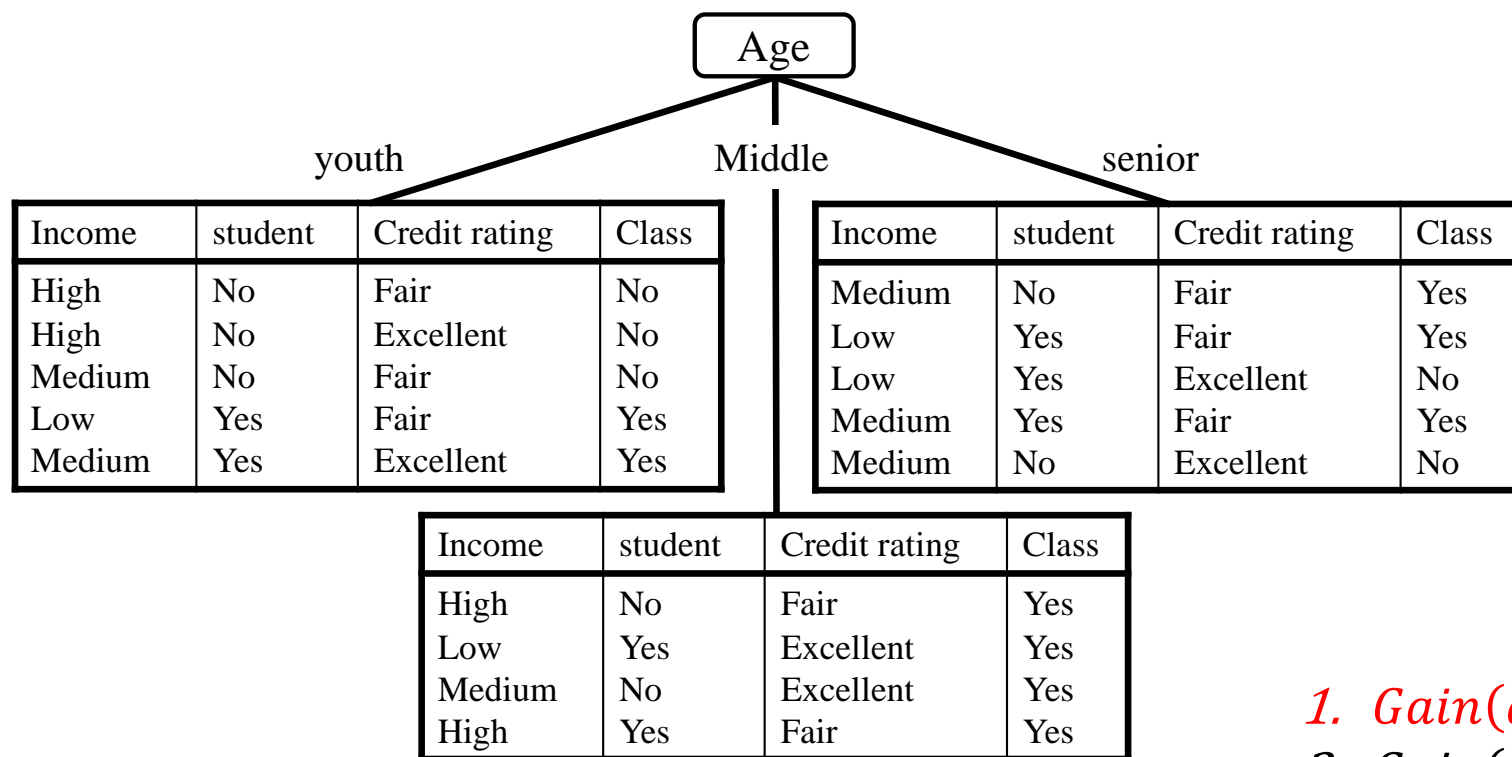 Age
youth Middle senior
Income student Credit rating Class
High No Fair No
High No Excellent No
Medium No Fair No
Low Yes Fair Yes
Medium Yes Excellent Yes
Income student Credit rating Class
Medium No Fair Yes
Low Yes Fair Yes
Low Yes Excellent No
Medium Yes Fair Yes
Medium No Excellent No
Income student Credit rating Class
High No Fair Yes
Low Yes Excellent Yes
Medium No Excellent Yes
High Yes Fair Yes
1. Gain(